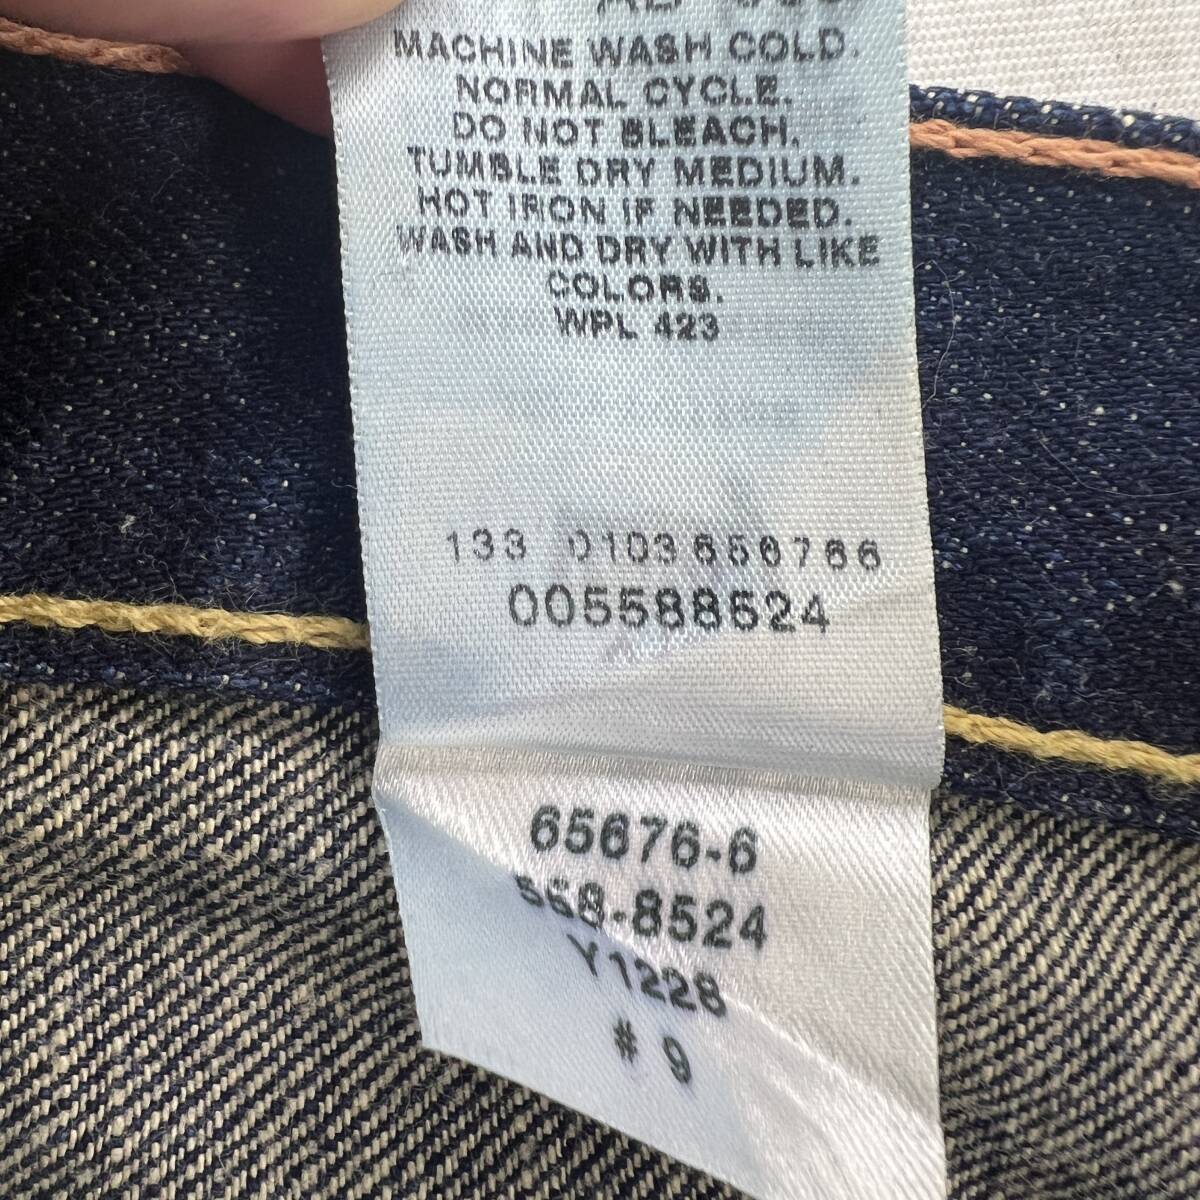 MACHINE WASH COLD.
NORMAL CYCLE.
DO NOT BLEACH.
TUMBLE DRY MEDIUM.
HOT IRON IF NEEDED.
WASH AND DRY WITH LIKE
COLORS.
WPL 423
133 0103656766
005588524
65676-6
558-8524
Y1228
# 9